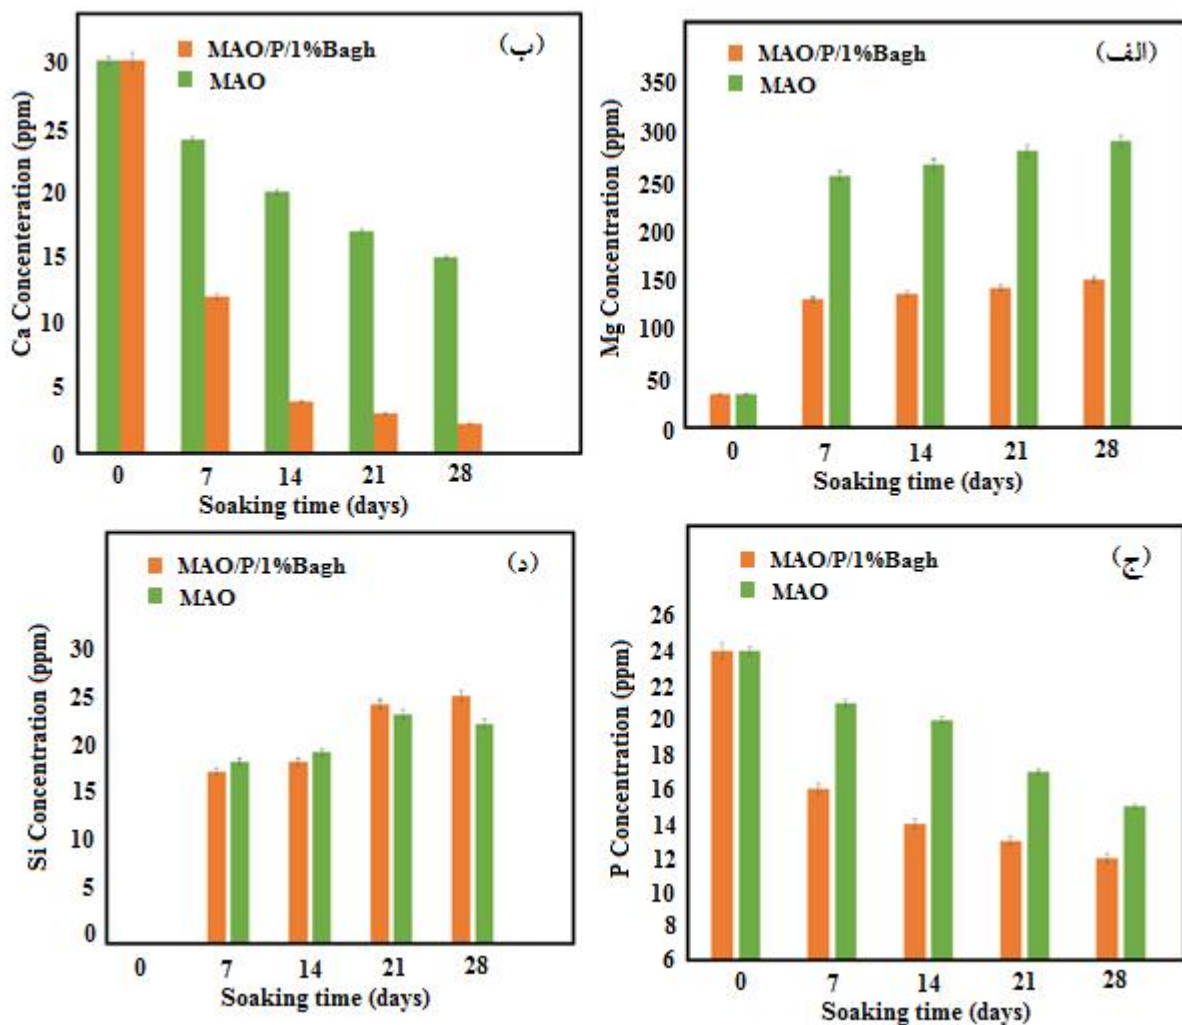 (ب)
MAO/P/1%Bagh
MAO
Ca Concenteration (ppm)
30
25
20
15
10
5
0
0 7 14 21 28
Soaking time (days)
(الف)
MAO/P/1%Bagh
MAO
Mg Concentration (ppm)
350
300
250
200
150
100
50
0
0 7 14 21 28
Soaking time (days)
(د)
MAO/P/1%Bagh
MAO
Si Concentration (ppm)
30
25
20
15
10
5
0
0 7 14 21 28
Soaking time (days)
(ج)
MAO/P/1%Bagh
MAO
P Concentration (ppm)
26
24
22
20
16
14
12
10
8
6
0 7 14 21 28
Soaking time (days)